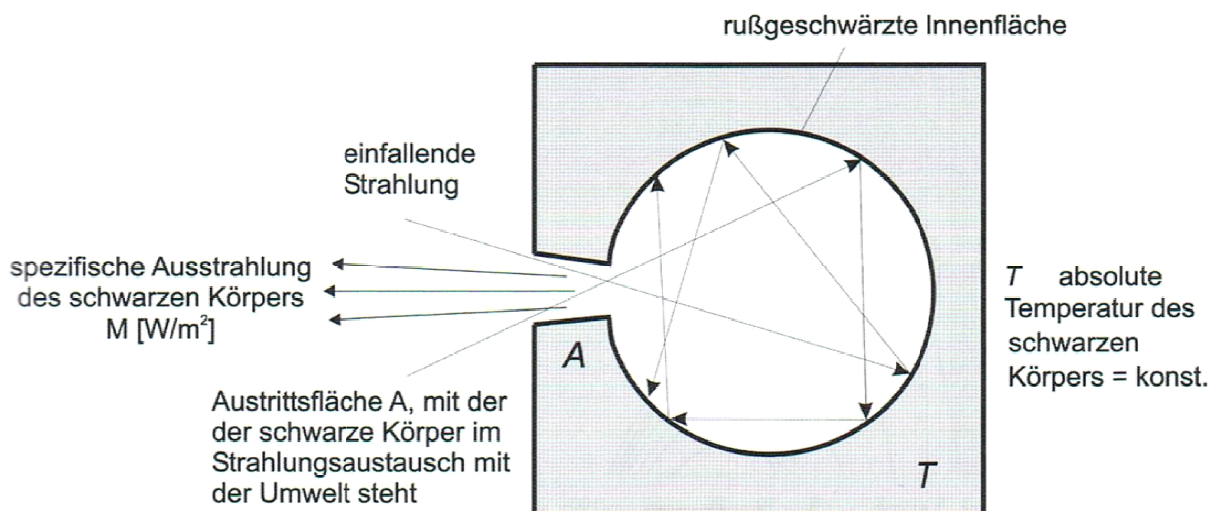 rußgeschwärzte Innenfläche
einfallende
Strahlung
spezifische Ausstrahlung
des schwarzen Körpers
M [W/m²]
A
T absolute
Temperatur des
schwarzen
Körpers = konst.
Austrittsfläche A, mit der
der schwarze Körper im
Strahlungsaustausch mit
der Umwelt steht
T